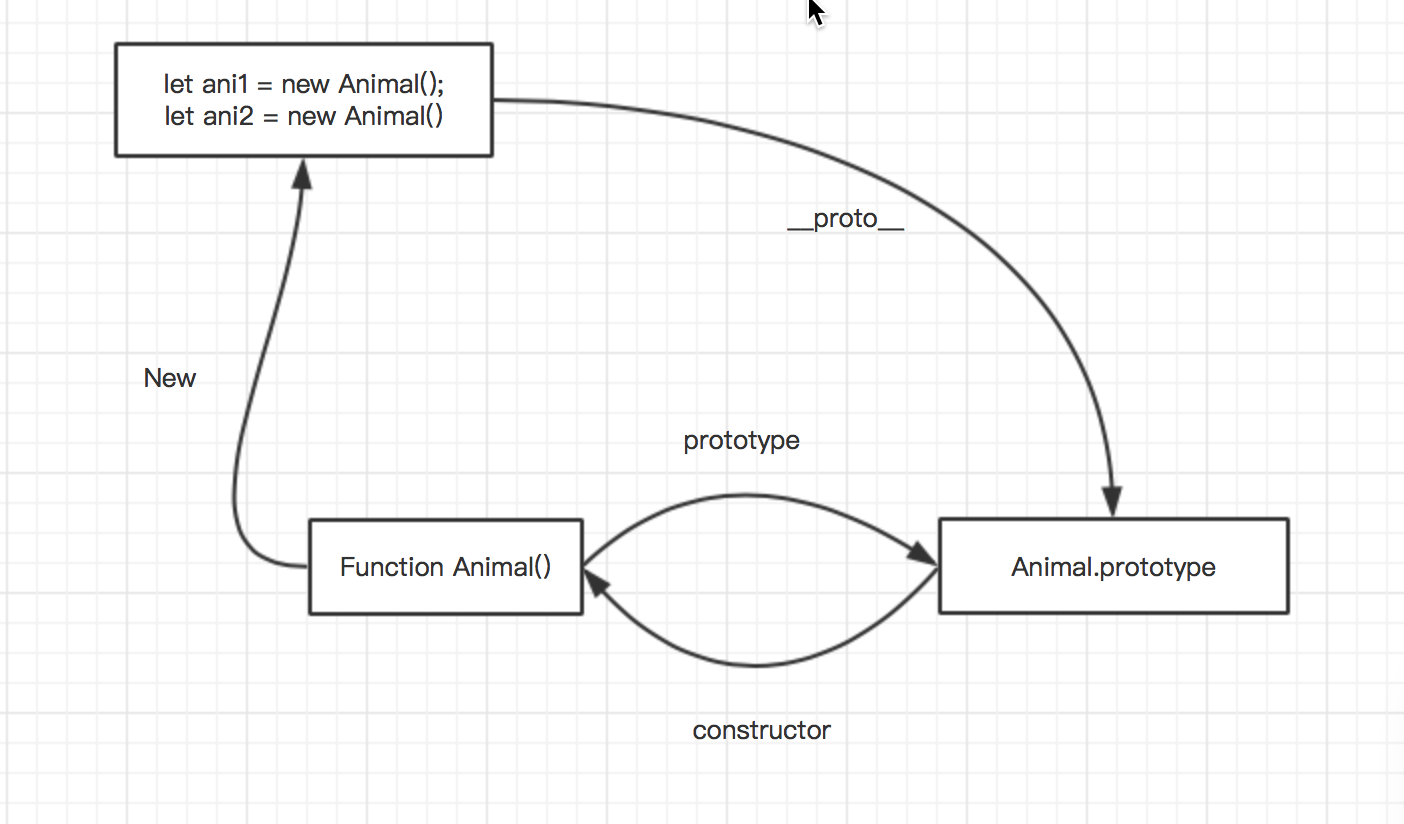 let ani1 = new Animal();
let ani2 = new Animal()
__proto__
New
prototype
Function Animal()
Animal.prototype
constructor